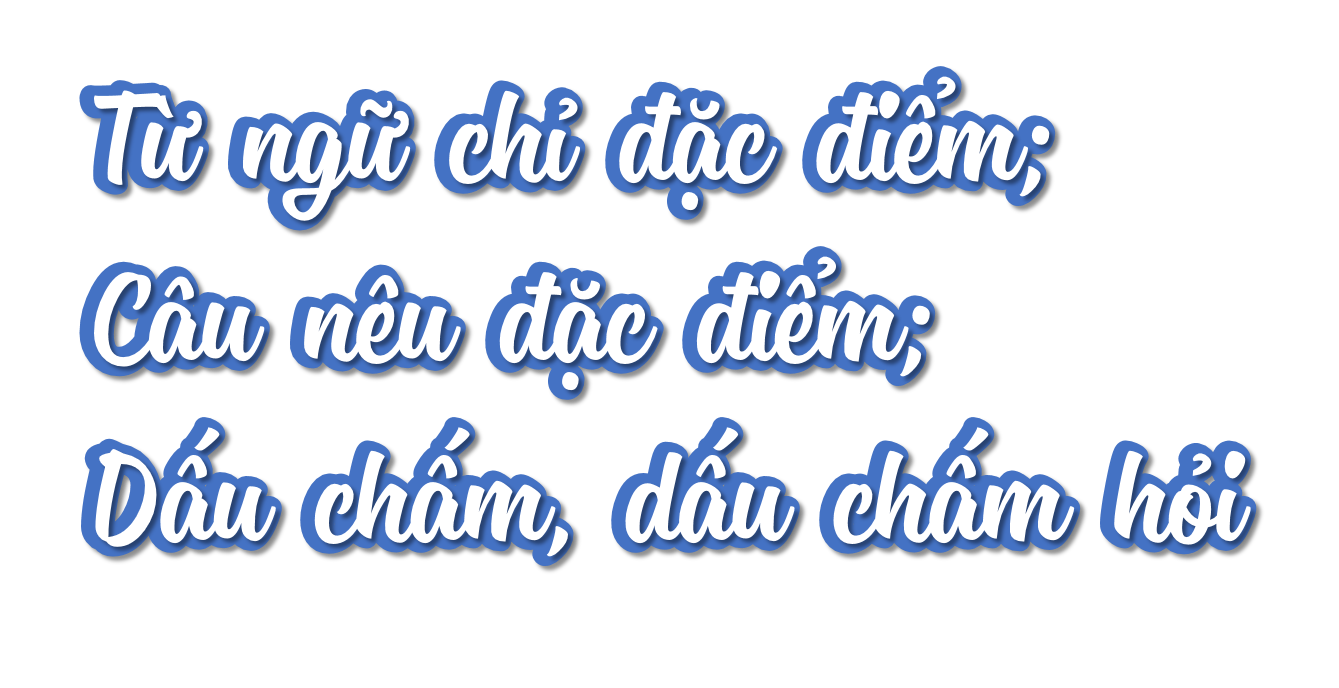 Từ ngữ chỉ đặc điểm;
Câu nêu đặc điểm;
Dấu chấm, dấu chấm hỏi